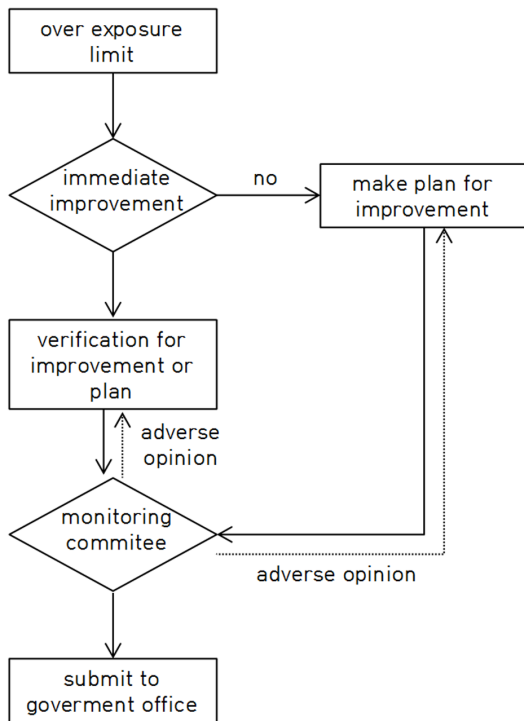 over exposure
limit
immediate
improvement
no
make plan for
improvement
verification for
improvement or
plan
adverse
opinion
monitoring
commitee
adverse opinion
submit to
goverment office